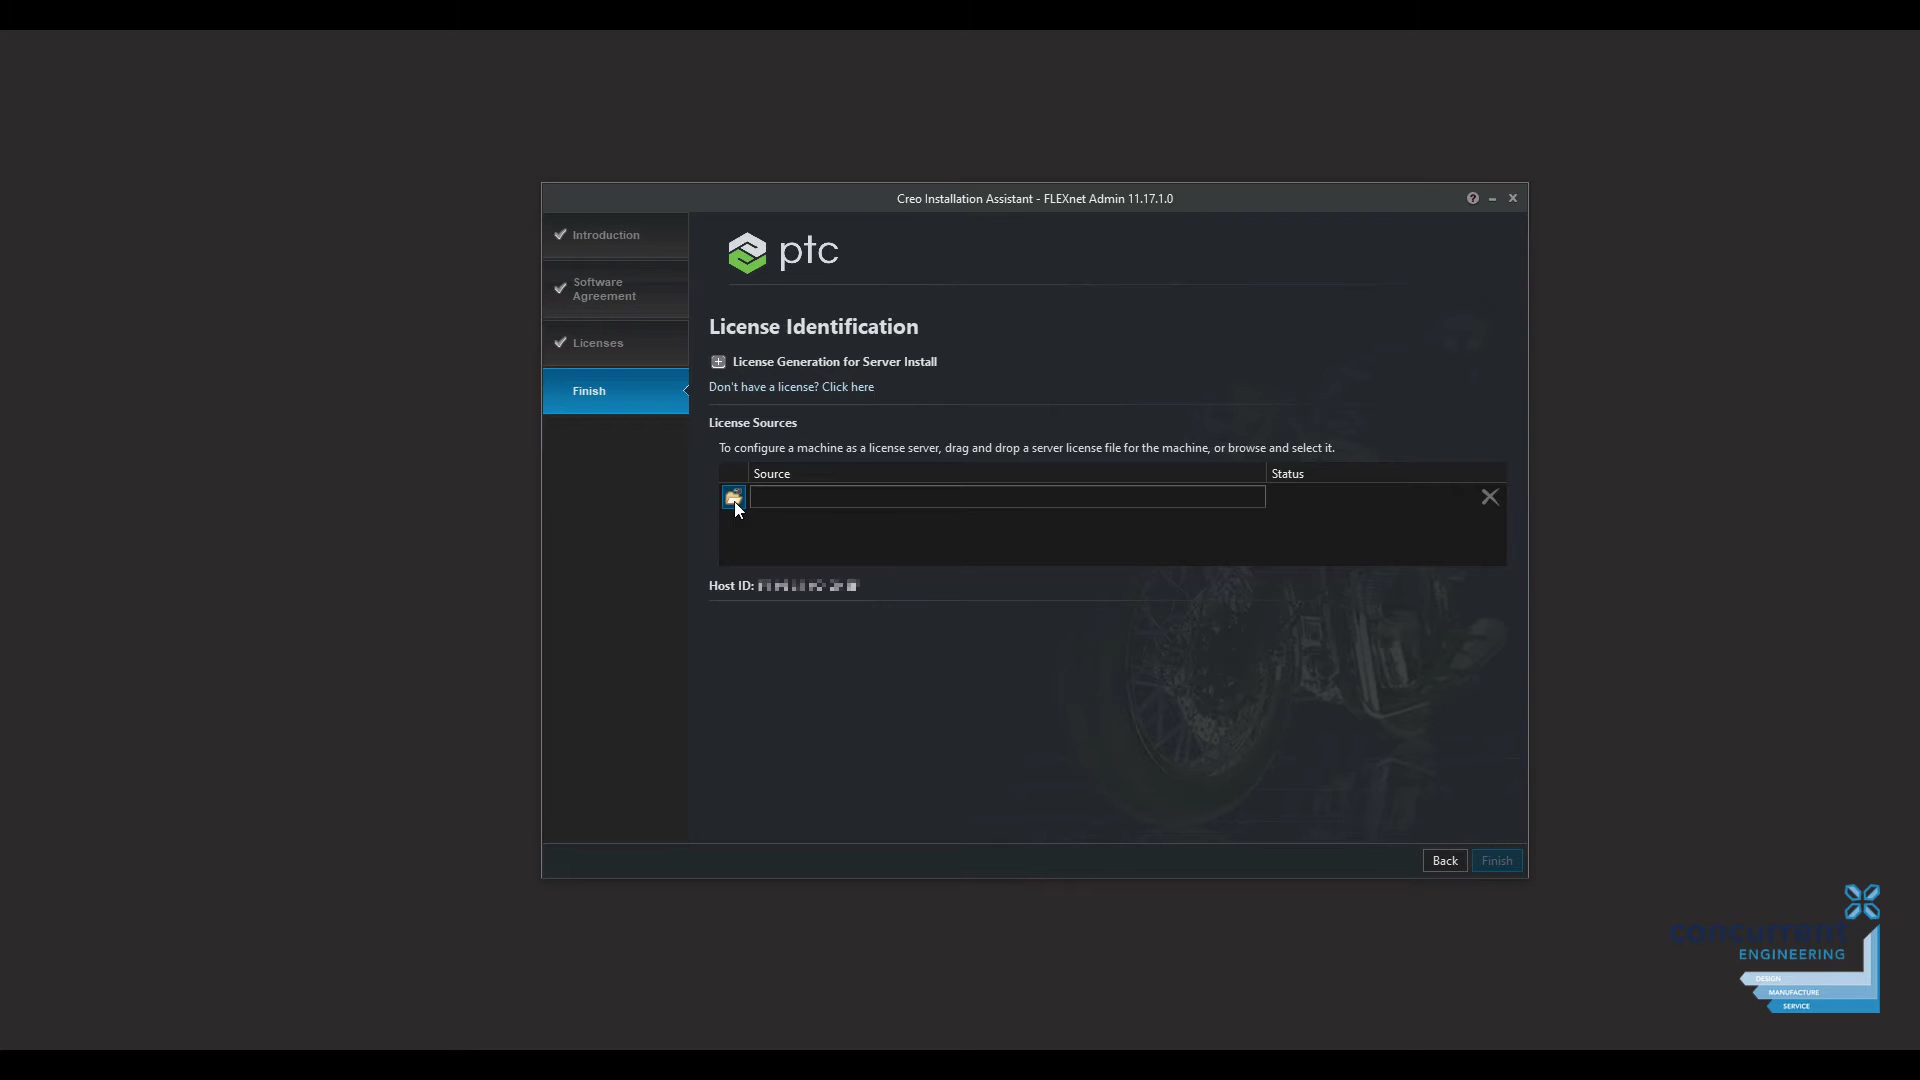 Creo Installation Assistant - FLEXnet Admin 11.17.1.0
Introduction
Software
Agreement
Licenses
Finish
ptc
License Identification
License Generation for Server Install
Don't have a license? Click here
License Sources
To configure a machine as a license server, drag and drop a server license file for the machine, or browse and select it.
Source
Status
Host ID:
Back
Finish
concurrent
ENGINEERING
DESIGN
MANUFACTURE
SERVICE